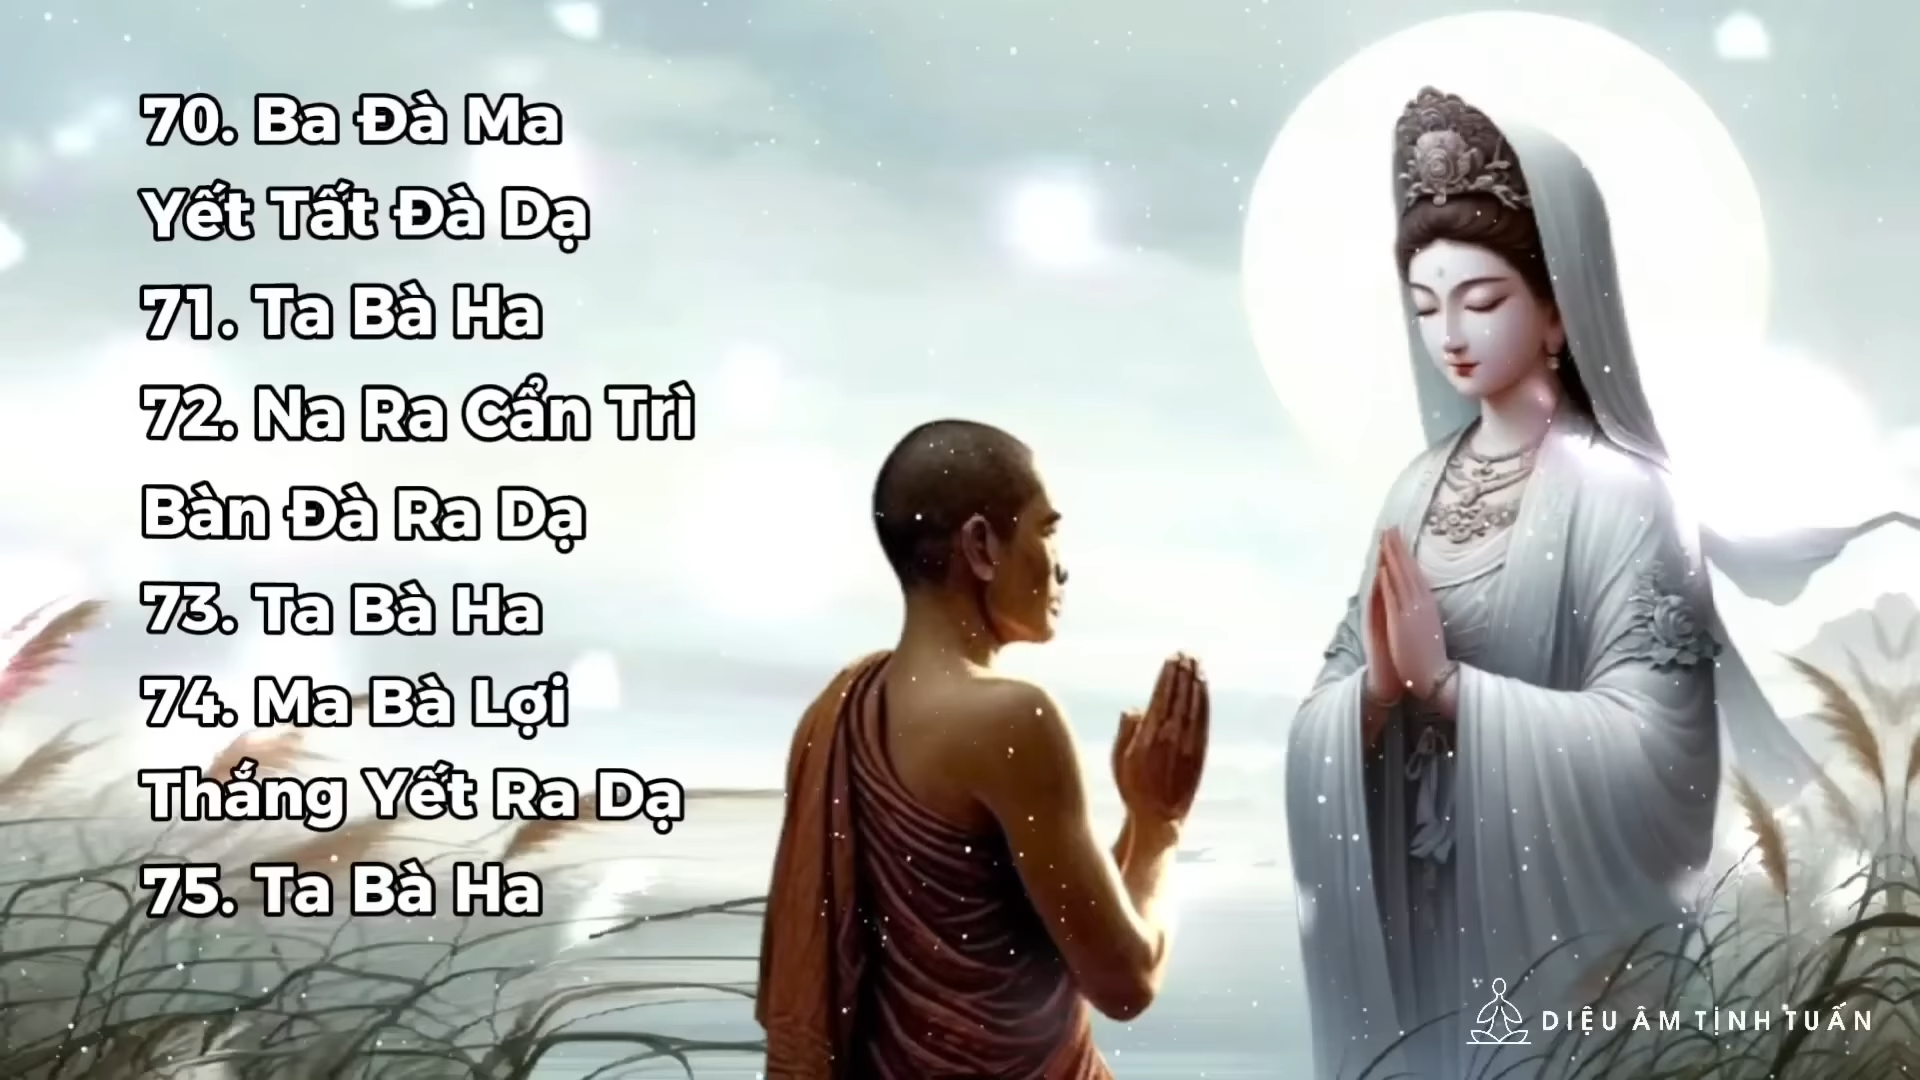 70. Ba Đà Ma
Yết Tất Đà Dạ
71. Ta Bà Ha
72. Na Ra Cẩn Trì
Bàn Đà Ra Dạ
73. Ta Bà Ha
74. Ma Bà Lợi
Thắng Yết Ra Dạ
75. Ta Bà Ha
DIỆU ÂM TỊNH TUẤN